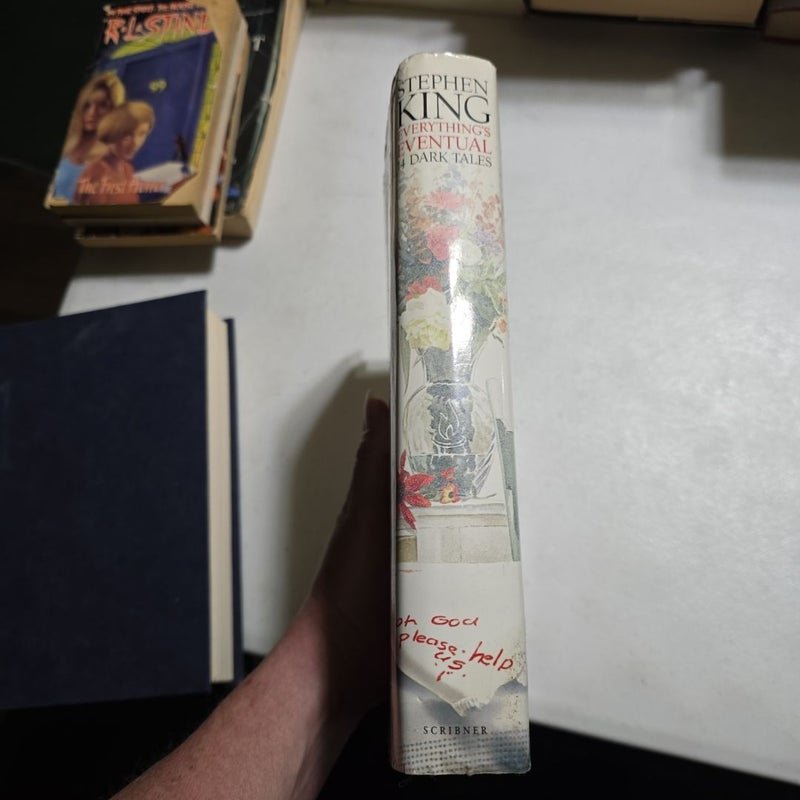 R·L·STINE
The First Horror
STEPHEN
KING
EVERYTHING'S
EVENTUAL
14 DARK TALES
oh God
please help
us!
SCRIBNER